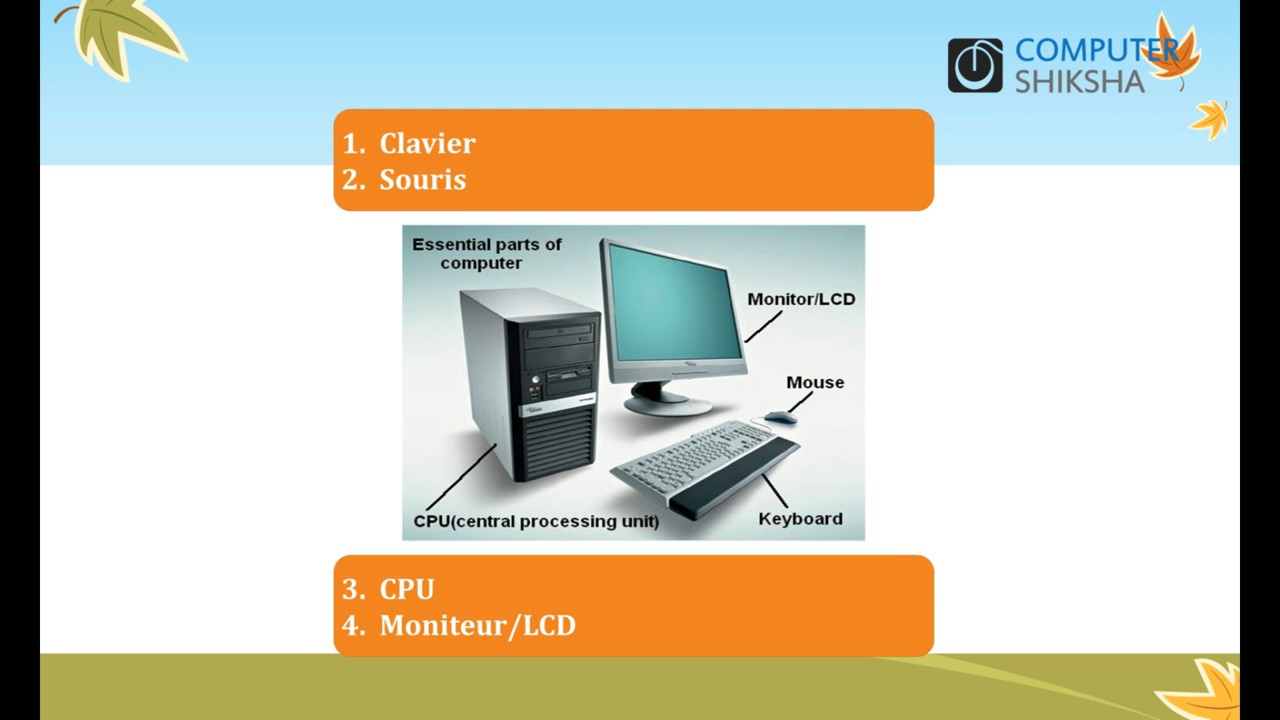 COMPUTER
SHIKSHA
1. Clavier
2. Souris
Essential parts of
computer
Monitor/LCD
Mouse
CPU(central processing unit)
Keyboard
3. CPU
4. Moniteur/LCD